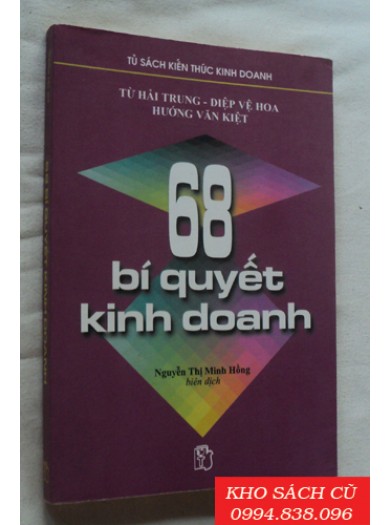 TỦ SÁCH KIẾN THỨC KINH DOANH
TỪ HẢI TRUNG - DIỆP VỆ HOA
HƯỚNG VĂN KIỆT
68
bí quyết
kinh doanh
Nguyễn Thị Minh Hồng
biên dịch
KHO SÁCH CŨ
0994.838.096